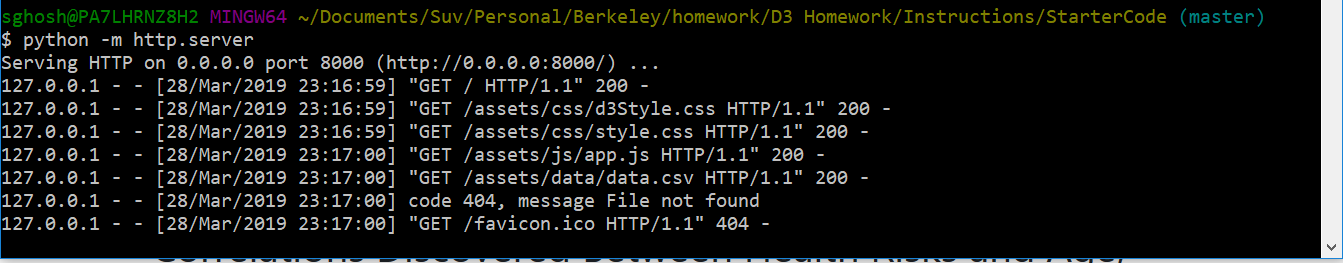 sghosh@PA7LHRNZ8H2 MINGW64 ~/Documents/Suv/Personal/Berkeley/homework/D3 Homework/Instructions/StarterCode (master)
$ python -m http.server
Serving HTTP on 0.0.0.0 port 8000 (http://0.0.0.0:8000/) ...
127.0.0.1 - - [28/Mar/2019 23:16:59] "GET / HTTP/1.1" 200 -
127.0.0.1 - - [28/Mar/2019 23:16:59] "GET /assets/css/d3Style.css HTTP/1.1" 200 -
127.0.0.1 - - [28/Mar/2019 23:16:59] "GET /assets/css/style.css HTTP/1.1" 200 -
127.0.0.1 - - [28/Mar/2019 23:17:00] "GET /assets/js/app.js HTTP/1.1" 200 -
127.0.0.1 - - [28/Mar/2019 23:17:00] "GET /assets/data/data.csv HTTP/1.1" 200 -
127.0.0.1 - - [28/Mar/2019 23:17:00] code 404, message File not found
127.0.0.1 - - [28/Mar/2019 23:17:00] "GET /favicon.ico HTTP/1.1" 404 -
Correlations Discovered Between Health Risks and Age,